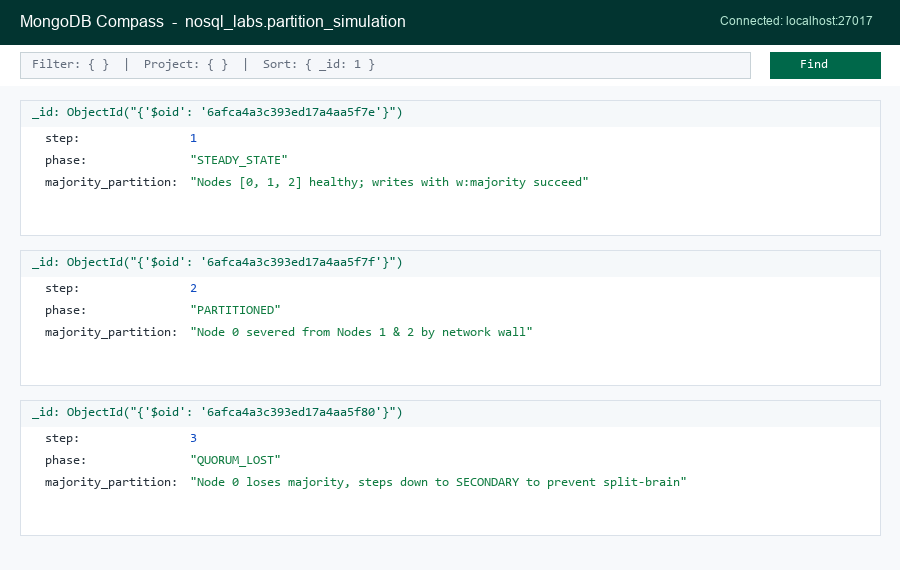 MongoDB Compass - nosql_labs.partition_simulation
Connected: localhost:27017
Filter: { } | Project: { } | Sort: { _id: 1 }
Find
_id: ObjectId("{'$oid': '6afca4a3c393ed17a4aa5f7e'}")
step: 1
phase: "STEADY_STATE"
majority_partition: "Nodes [0, 1, 2] healthy; writes with w:majority succeed"
_id: ObjectId("{'$oid': '6afca4a3c393ed17a4aa5f7f'}")
step: 2
phase: "PARTITIONED"
majority_partition: "Node 0 severed from Nodes 1 & 2 by network wall"
_id: ObjectId("{'$oid': '6afca4a3c393ed17a4aa5f80'}")
step: 3
phase: "QUORUM_LOST"
majority_partition: "Node 0 loses majority, steps down to SECONDARY to prevent split-brain"